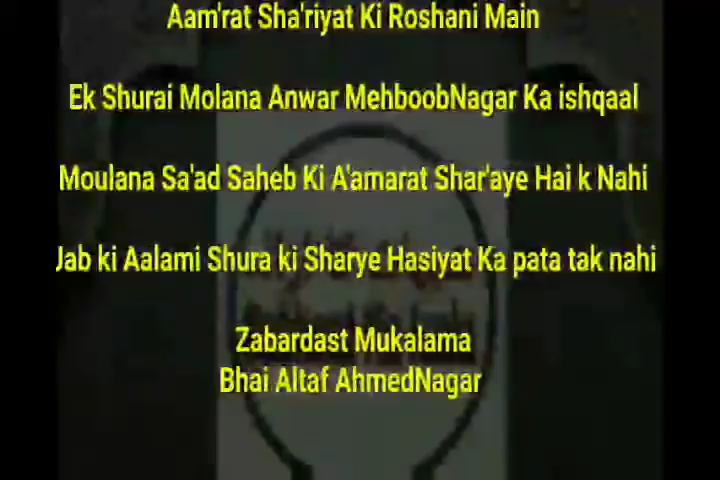 Aam'rat Sha'riyat Ki Roshani Main
Ek Shurai Molana Anwar MehboobNagar Ka ishqaal
Moulana Sa'ad Saheb Ki A'amarat Shar'aye Hai k Nahi
Jab ki Aalami Shura ki Sharye Hasiyat Ka pata tak nahi
Zabardast Mukalama
Bhai Altaf AhmedNagar